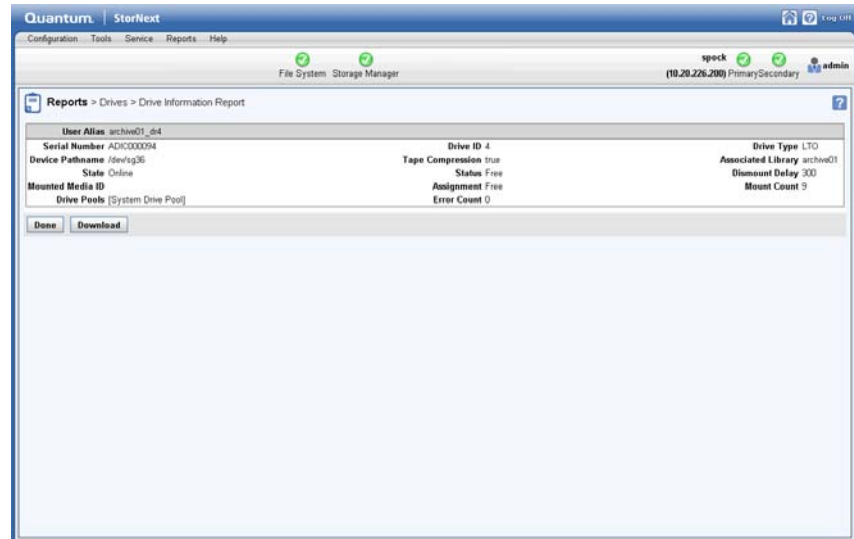 Quantum. StorNext Log Off
Configuration Tools Service Reports Help
File System Storage Manager
spock
(10.20.226.200) Primary Secondary
admin
Reports > Drives > Drive Information Report
User Alias archive01_dr4
Serial Number ADIC000094 Drive ID 4 Drive Type LTO
Device Pathname /dev/sg36 Tape Compression true Associated Library archive01
State Online Status Free Dismount Delay 300
Mounted Media ID Assignment Free Mount Count 9
Drive Pools [System Drive Pool] Error Count 0
Done Download